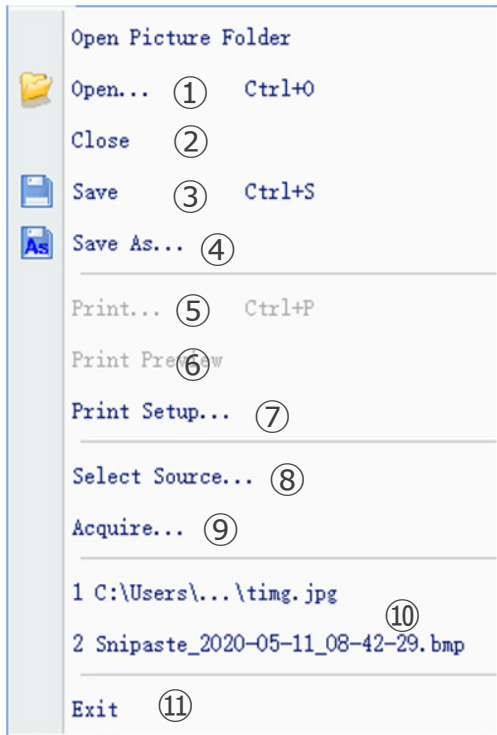 Open Picture Folder
Open... ① Ctrl+O
Close ②
Save ③ Ctrl+S
As Save As... ④
Print... ⑤ Ctrl+P
Print Preview ⑥
Print Setup... ⑦
Select Source... ⑧
Acquire... ⑨
1 C:\Users\...\timg.jpg
⑩
2 Snipaste_2020-05-11_08-42-29.bmp
Exit ⑪